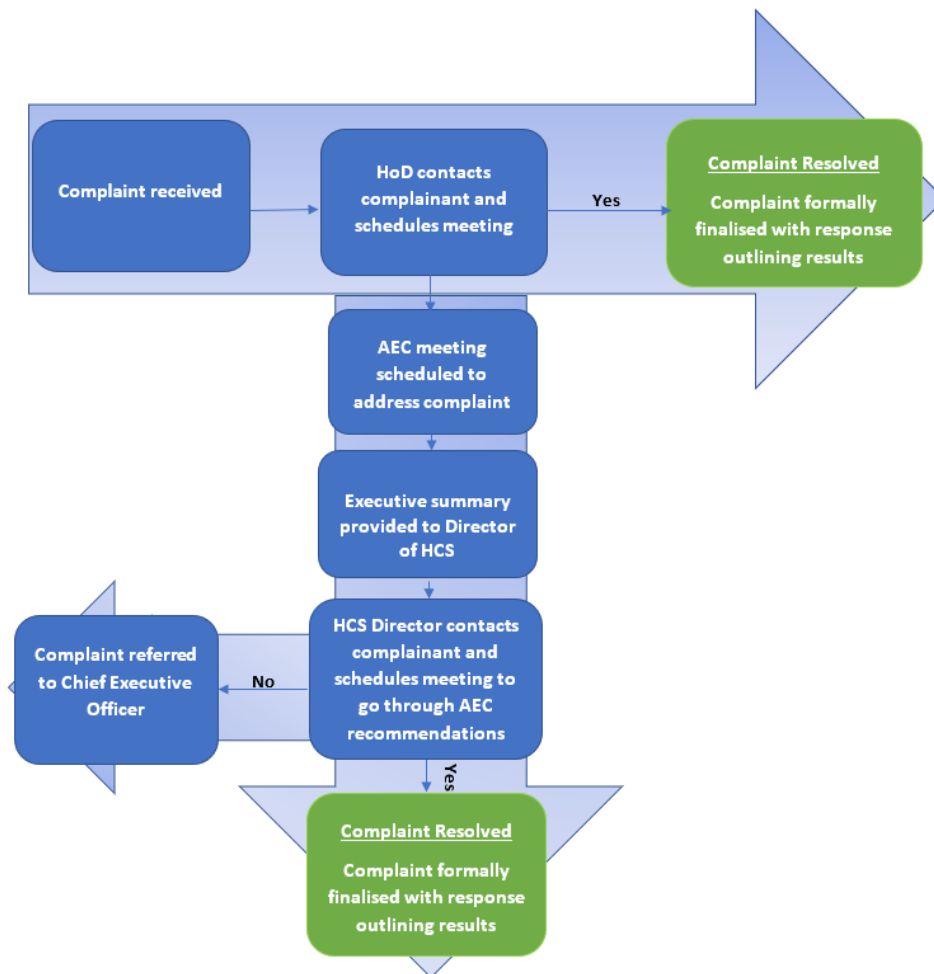 Complaint received
HoD contacts
complainant and
schedules meeting
Yes
Complaint Resolved
Complaint formally
finalised with response
outlining results
AEC meeting
scheduled to
address complaint
Executive summary
provided to Director
of HCS
HCS Director contacts
complainant and
schedules meeting to
go through AEC
recommendations
No
Complaint referred
to Chief Executive
Officer
Yes
Complaint Resolved
Complaint formally
finalised with response
outlining results